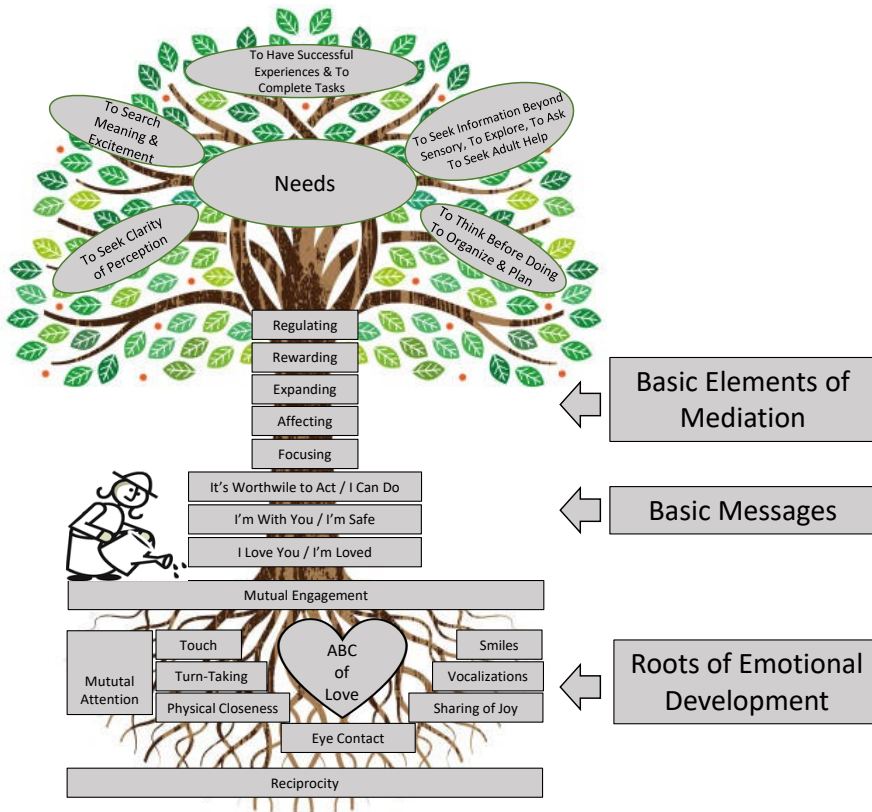 To Have Successful
Experiences & To
Complete Tasks
To Search
Meaning &
Excitement
To Seek Information Beyond
Sensory, To Explore, To Ask
To Seek Adult Help
Needs
To Seek Clarity
of Perception
To Think Before Doing
To Organize & Plan
Regulating
Rewarding
Expanding
Affecting
Focusing
Basic Elements of
Mediation
It's Worthwile to Act / I Can Do
I'm With You / I'm Safe
I Love You / I'm Loved
Basic Messages
Mutual Engagement
Mututal
Attention
Touch
Turn-Taking
Physical Closeness
ABC
of
Love
Smiles
Vocalizations
Sharing of Joy
Eye Contact
Roots of Emotional
Development
Reciprocity